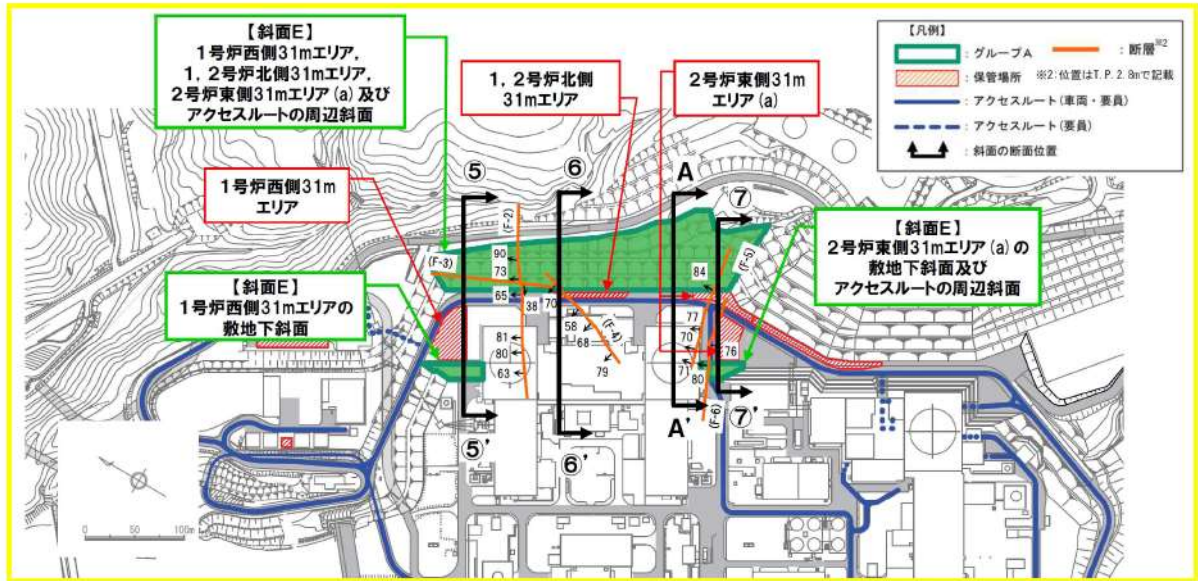 【斜面E】
1号炉西側31mエリア,
1,2号炉北側31mエリア,
2号炉東側31mエリア(a)及び
アクセスルートの周辺斜面
1,2号炉北側
31mエリア
2号炉東側31m
エリア(a)
【凡例】
:グループA
:断層※2
:保管場所
※2:位置はT.P.2.8mで記載
:アクセスルート(車両・要員)
:アクセスルート(要員)
:斜面の断面位置
1号炉西側31m
エリア
【斜面E】
1号炉西側31mエリアの
敷地下斜面
【斜面E】
2号炉東側31mエリア(a)の
敷地下斜面及び
アクセスルートの周辺斜面
⑤
⑥
A
⑦
(F-2)
(F-3)
(F-5)
90
73
84
65
38
70
58
68
(F-4)
79
77
70
76
71
80
81
80
63
(F-6)
⑤'
⑥'
A'
⑦'
0 50 100m